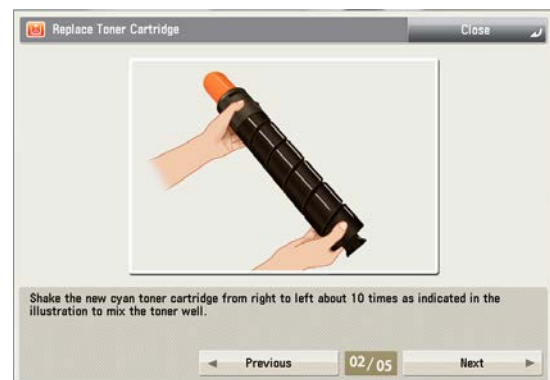 Replace Toner Cartridge
Close
Shake the new cyan toner cartridge from right to left about 10 times as indicated in the
illustration to mix the toner well.
Previous
02/05
Next